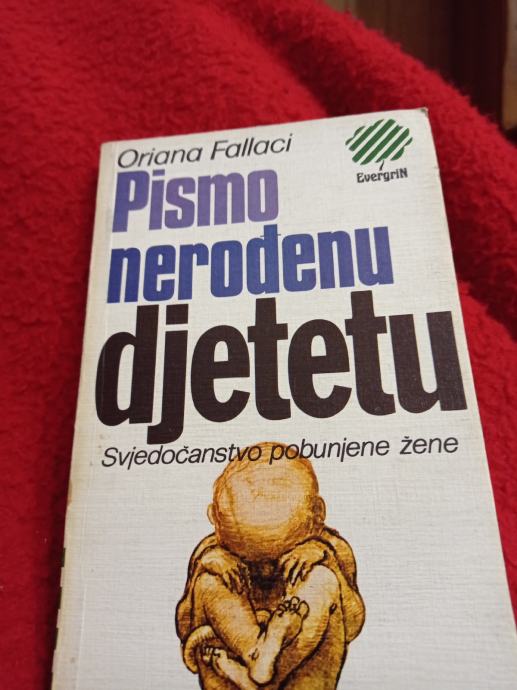 Oriana Fallaci
EvergriN
Pismo
nerođenu
djetetu
Svjedočanstvo pobunjene žene